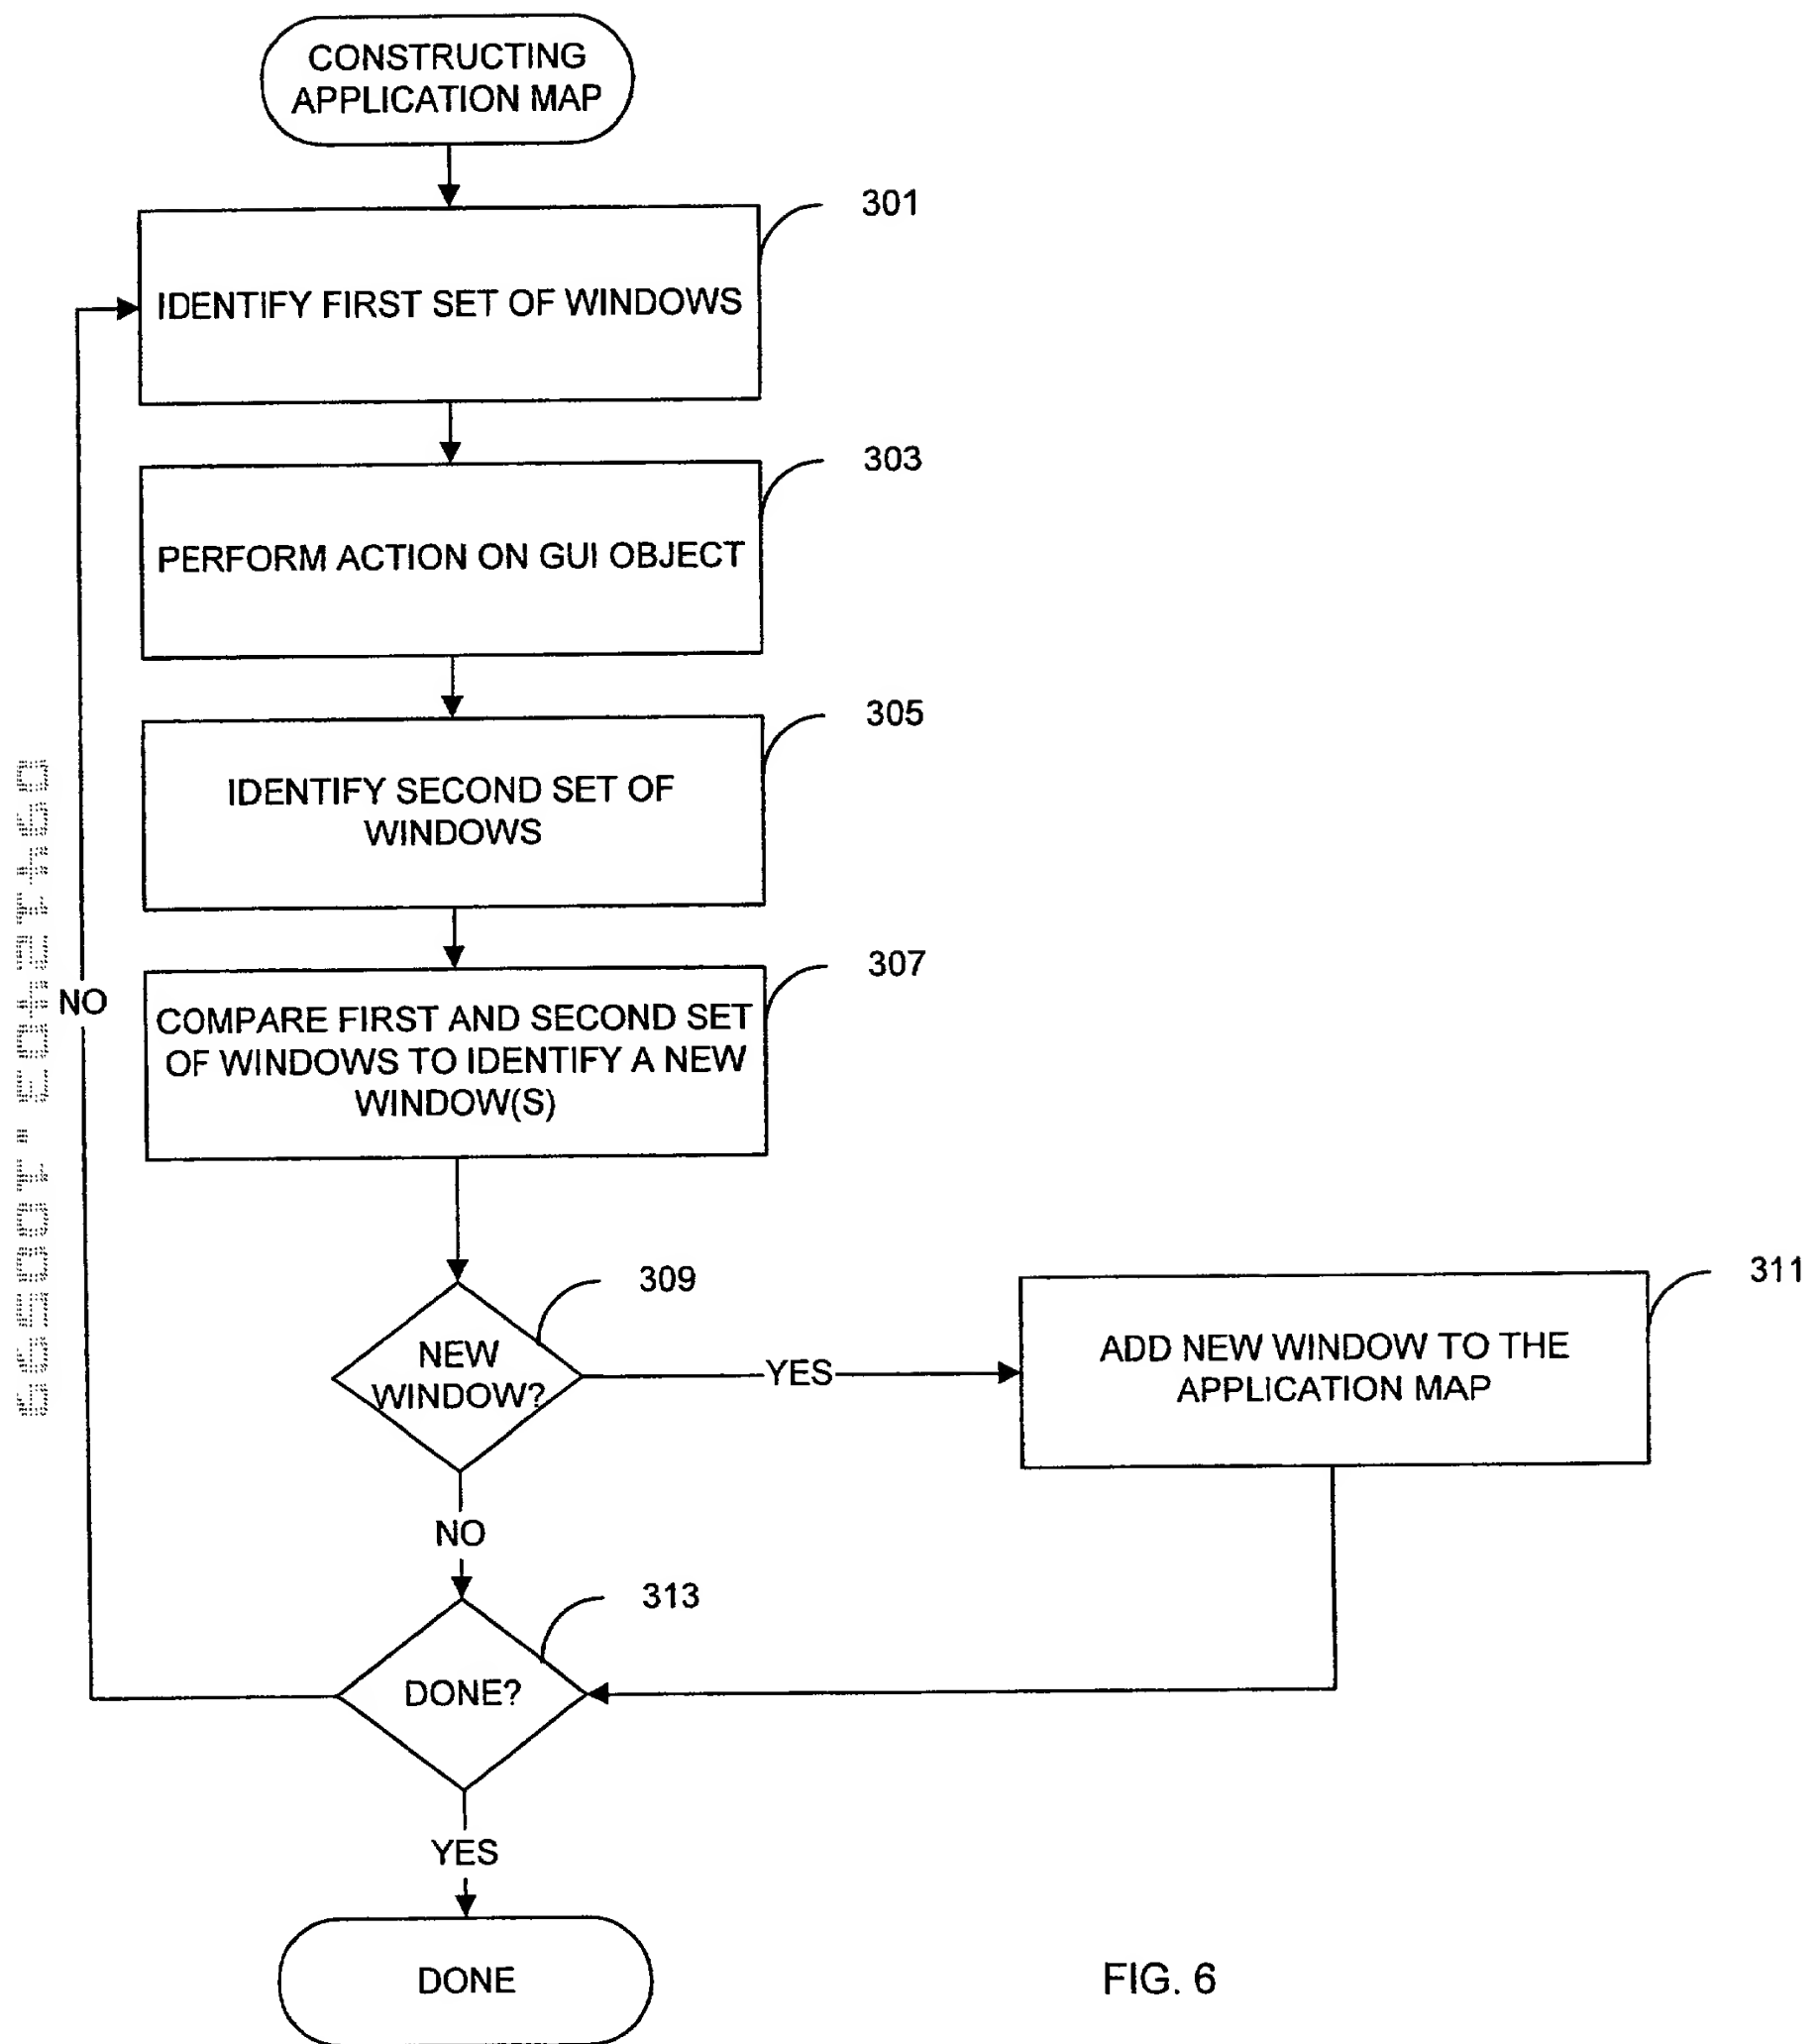 CONSTRUCTING
APPLICATION MAP
301
IDENTIFY FIRST SET OF WINDOWS
303
PERFORM ACTION ON GUI OBJECT
305
IDENTIFY SECOND SET OF
WINDOWS
307
NO
COMPARE FIRST AND SECOND SET
OF WINDOWS TO IDENTIFY A NEW
WINDOW(S)
309
NEW
WINDOW?
YES
311
ADD NEW WINDOW TO THE
APPLICATION MAP
NO
313
DONE?
YES
DONE
FIG. 6